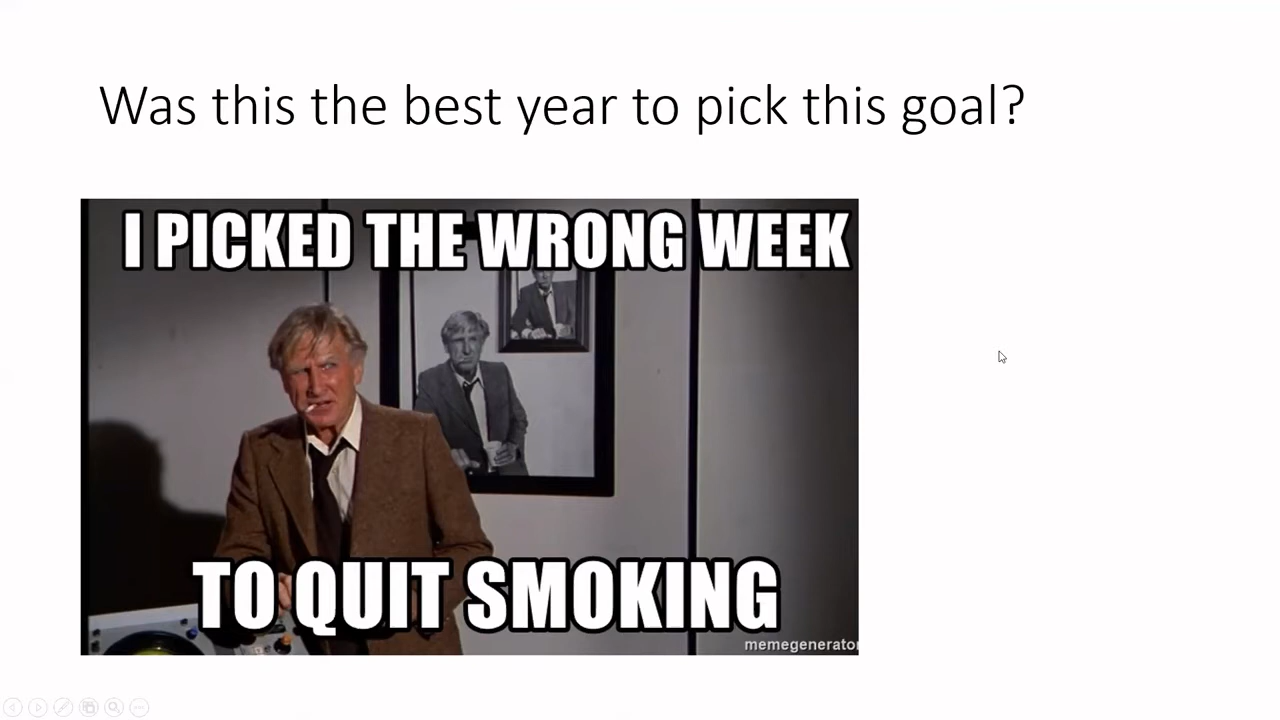 Was this the best year to pick this goal?
I PICKED THE WRONG WEEK
TO QUIT SMOKING
memegenerator